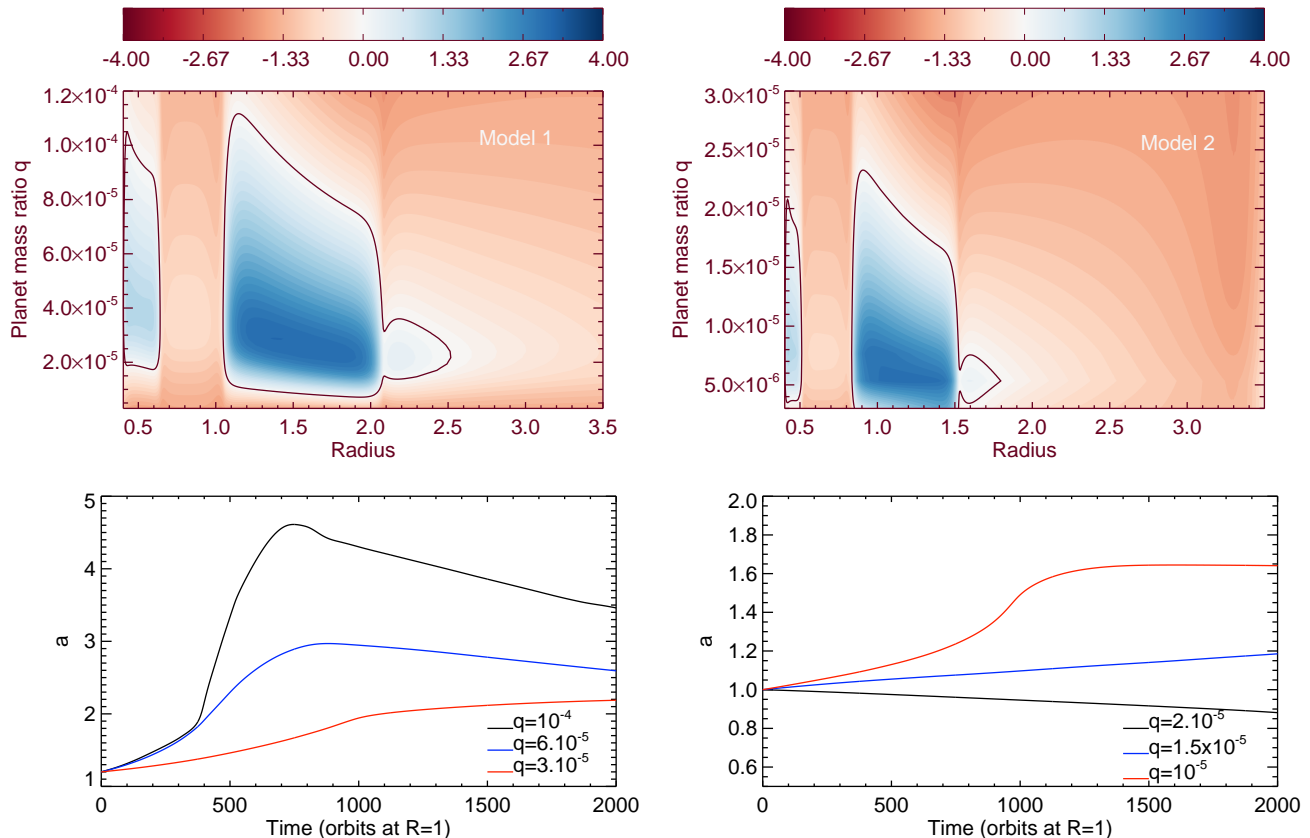 -4.00 -2.67 -1.33 0.00 1.33 2.67 4.00
1.2×10⁻⁴
1.0×10⁻⁴
8.0×10⁻⁵
6.0×10⁻⁵
4.0×10⁻⁵
2.0×10⁻⁵
Planet mass ratio q
Model 1
0.5 1.0 1.5 2.0 2.5 3.0 3.5
Radius
-4.00 -2.67 -1.33 0.00 1.33 2.67 4.00
3.0×10⁻⁵
2.5×10⁻⁵
2.0×10⁻⁵
1.5×10⁻⁵
1.0×10⁻⁵
5.0×10⁻⁶
Planet mass ratio q
Model 2
0.5 1.0 1.5 2.0 2.5 3.0
Radius
5
4
3
2
1
a
q=10⁻⁴
q=6.10⁻⁵
q=3.10⁻⁵
0 500 1000 1500 2000
Time (orbits at R=1)
2.0
1.8
1.6
1.4
1.2
1.0
0.8
0.6
a
q=2.10⁻⁵
q=1.5x10⁻⁵
q=10⁻⁵
0 500 1000 1500 2000
Time (orbits at R=1)